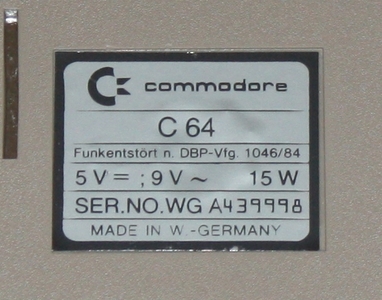 commodore
C 64
Funkentstört n. DBP-Vfg. 1046/84
5 V ⎓ ; 9 V ~ 15 W
SER.NO.WG A439998
MADE IN W.-GERMANY